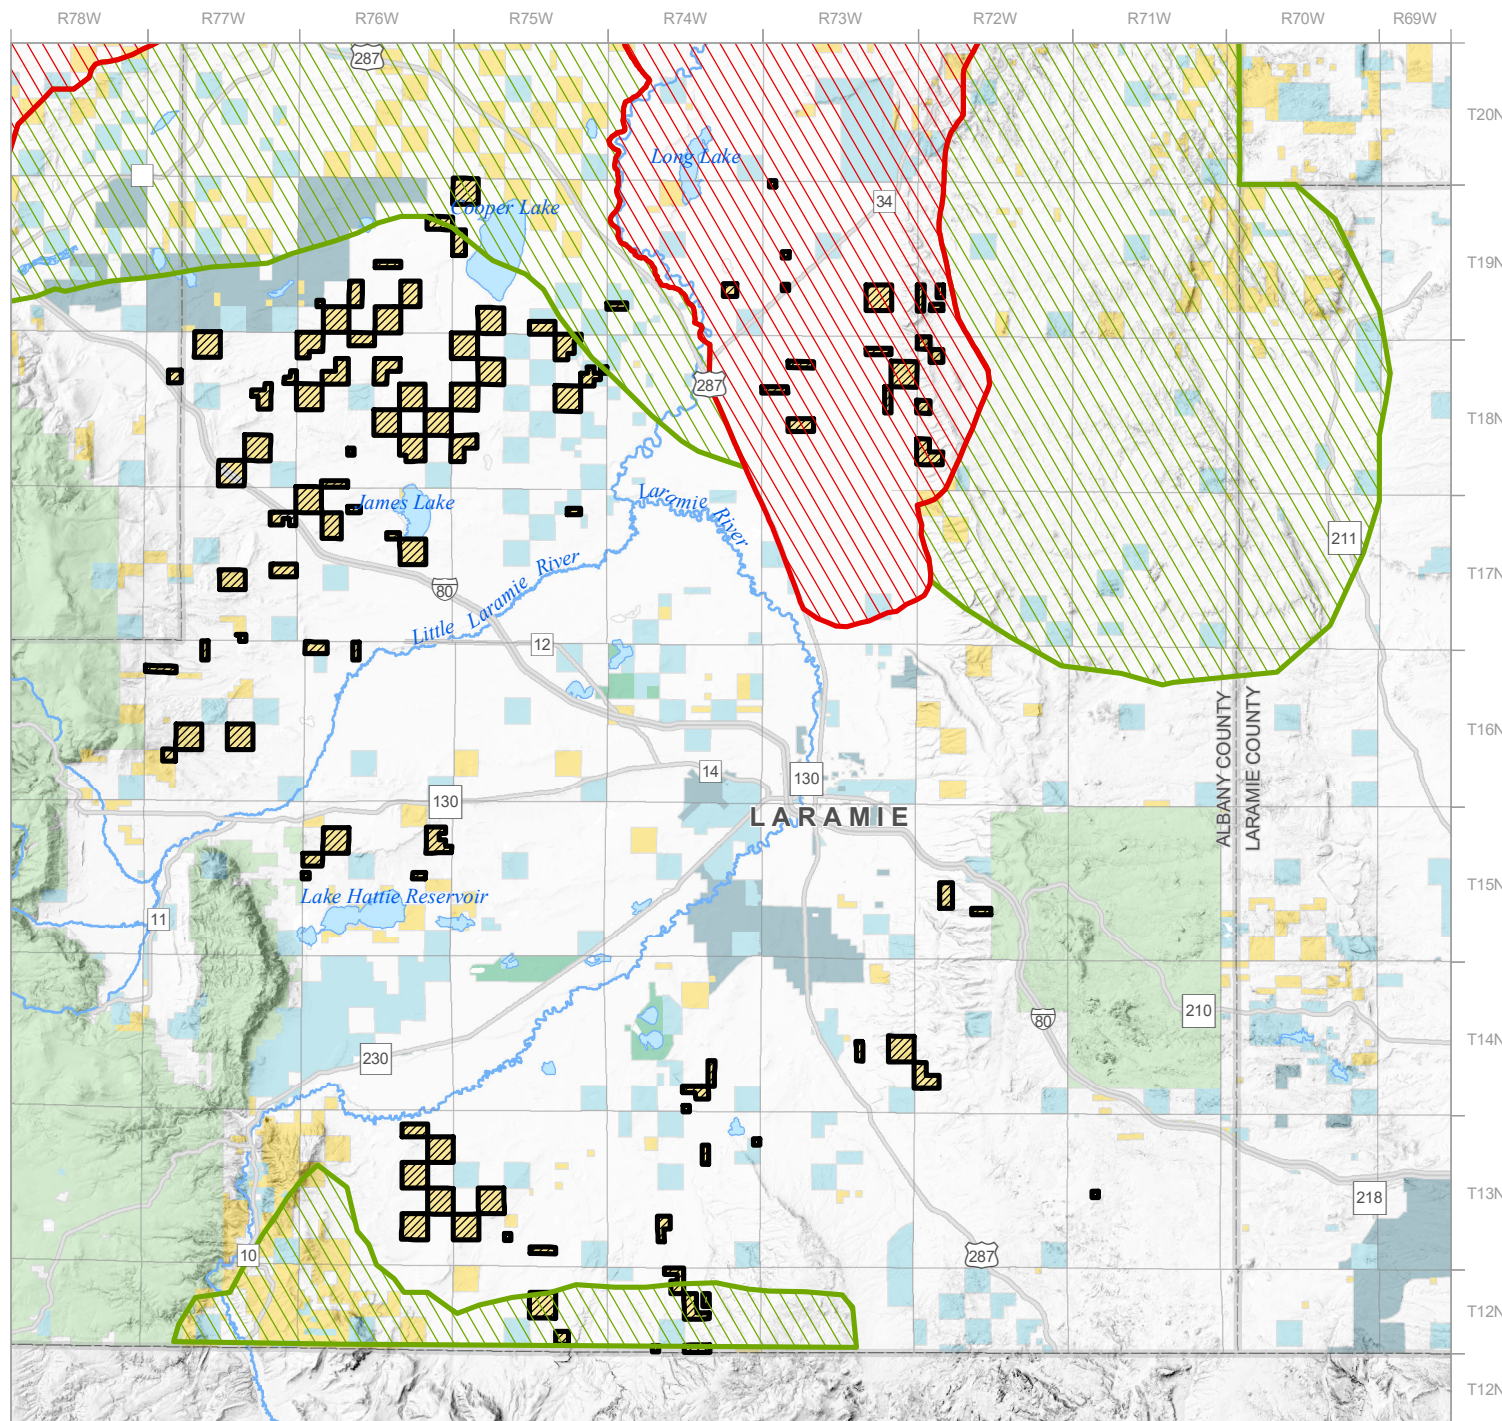 R78W R77W R76W R75W R74W R73W R72W R71W R70W R69W
287
T20N
Long Lake
34
Cooper Lake
T19N
287
T18N
James Lake
Laramie River
211
T17N
80
Little Laramie River
12
T16N
ALBANY COUNTY
LARAMIE COUNTY
14
130
130
LARAMIE
T15N
Lake Hattie Reservoir
11
210
80
T14N
230
T13N
218
10
287
T12N
T12N